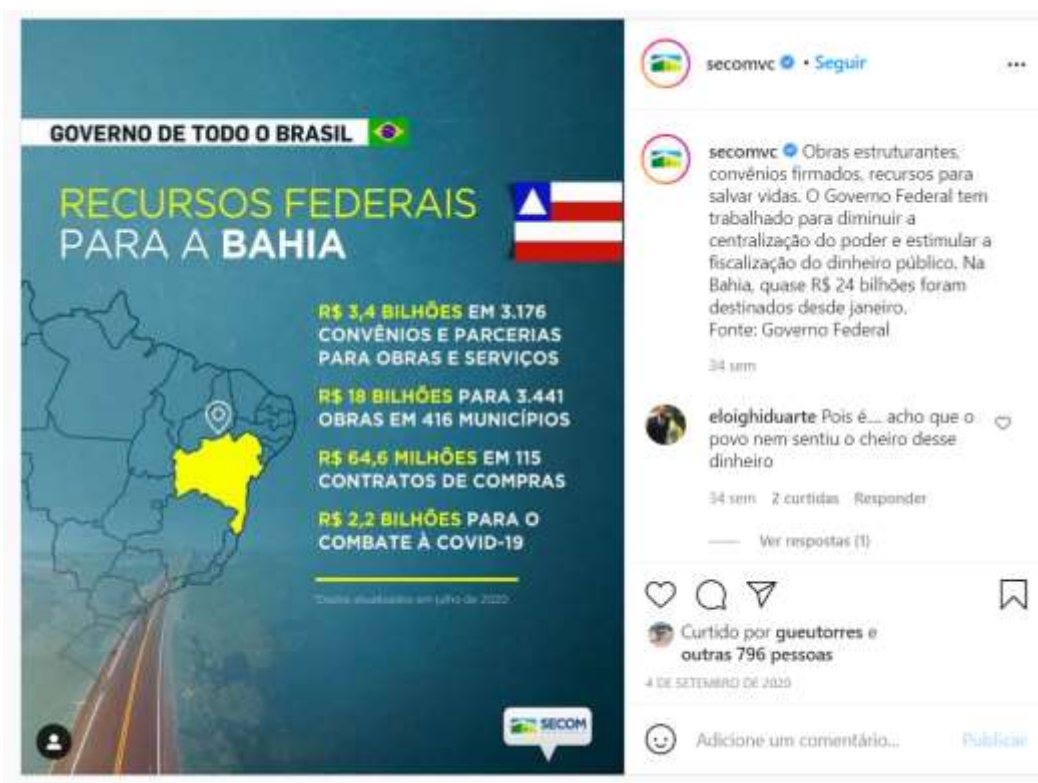 GOVERNO DE TODO O BRASIL
RECURSOS FEDERAIS
PARA A BAHIA
R$ 3,4 BILHÕES EM 3.176
CONVÊNIOS E PARCERIAS
PARA OBRAS E SERVIÇOS
R$ 18 BILHÕES PARA 3.441
OBRAS EM 416 MUNICÍPIOS
R$ 64,6 MILHÕES EM 115
CONTRATOS DE COMPRAS
R$ 2,2 BILHÕES PARA O
COMBATE À COVID-19
*Dados atualizados em julho de 2020
SECOM
secomvc • Seguir
secomvc Obras estruturantes,
convênios firmados, recursos para
salvar vidas. O Governo Federal tem
trabalhado para diminuir a
centralização do poder e estimular a
fiscalização do dinheiro público. Na
Bahia, quase R$ 24 bilhões foram
destinados desde janeiro.
Fonte: Governo Federal
34 sem
eloighiduarte Pois é.... acho que o
povo nem sentiu o cheiro desse
dinheiro
34 sem 2 curtidas Responder
Ver respostas (1)
Curtido por gueutorres e
outras 796 pessoas
4 DE SETEMBRO DE 2020
Adicione um comentário... Publicar